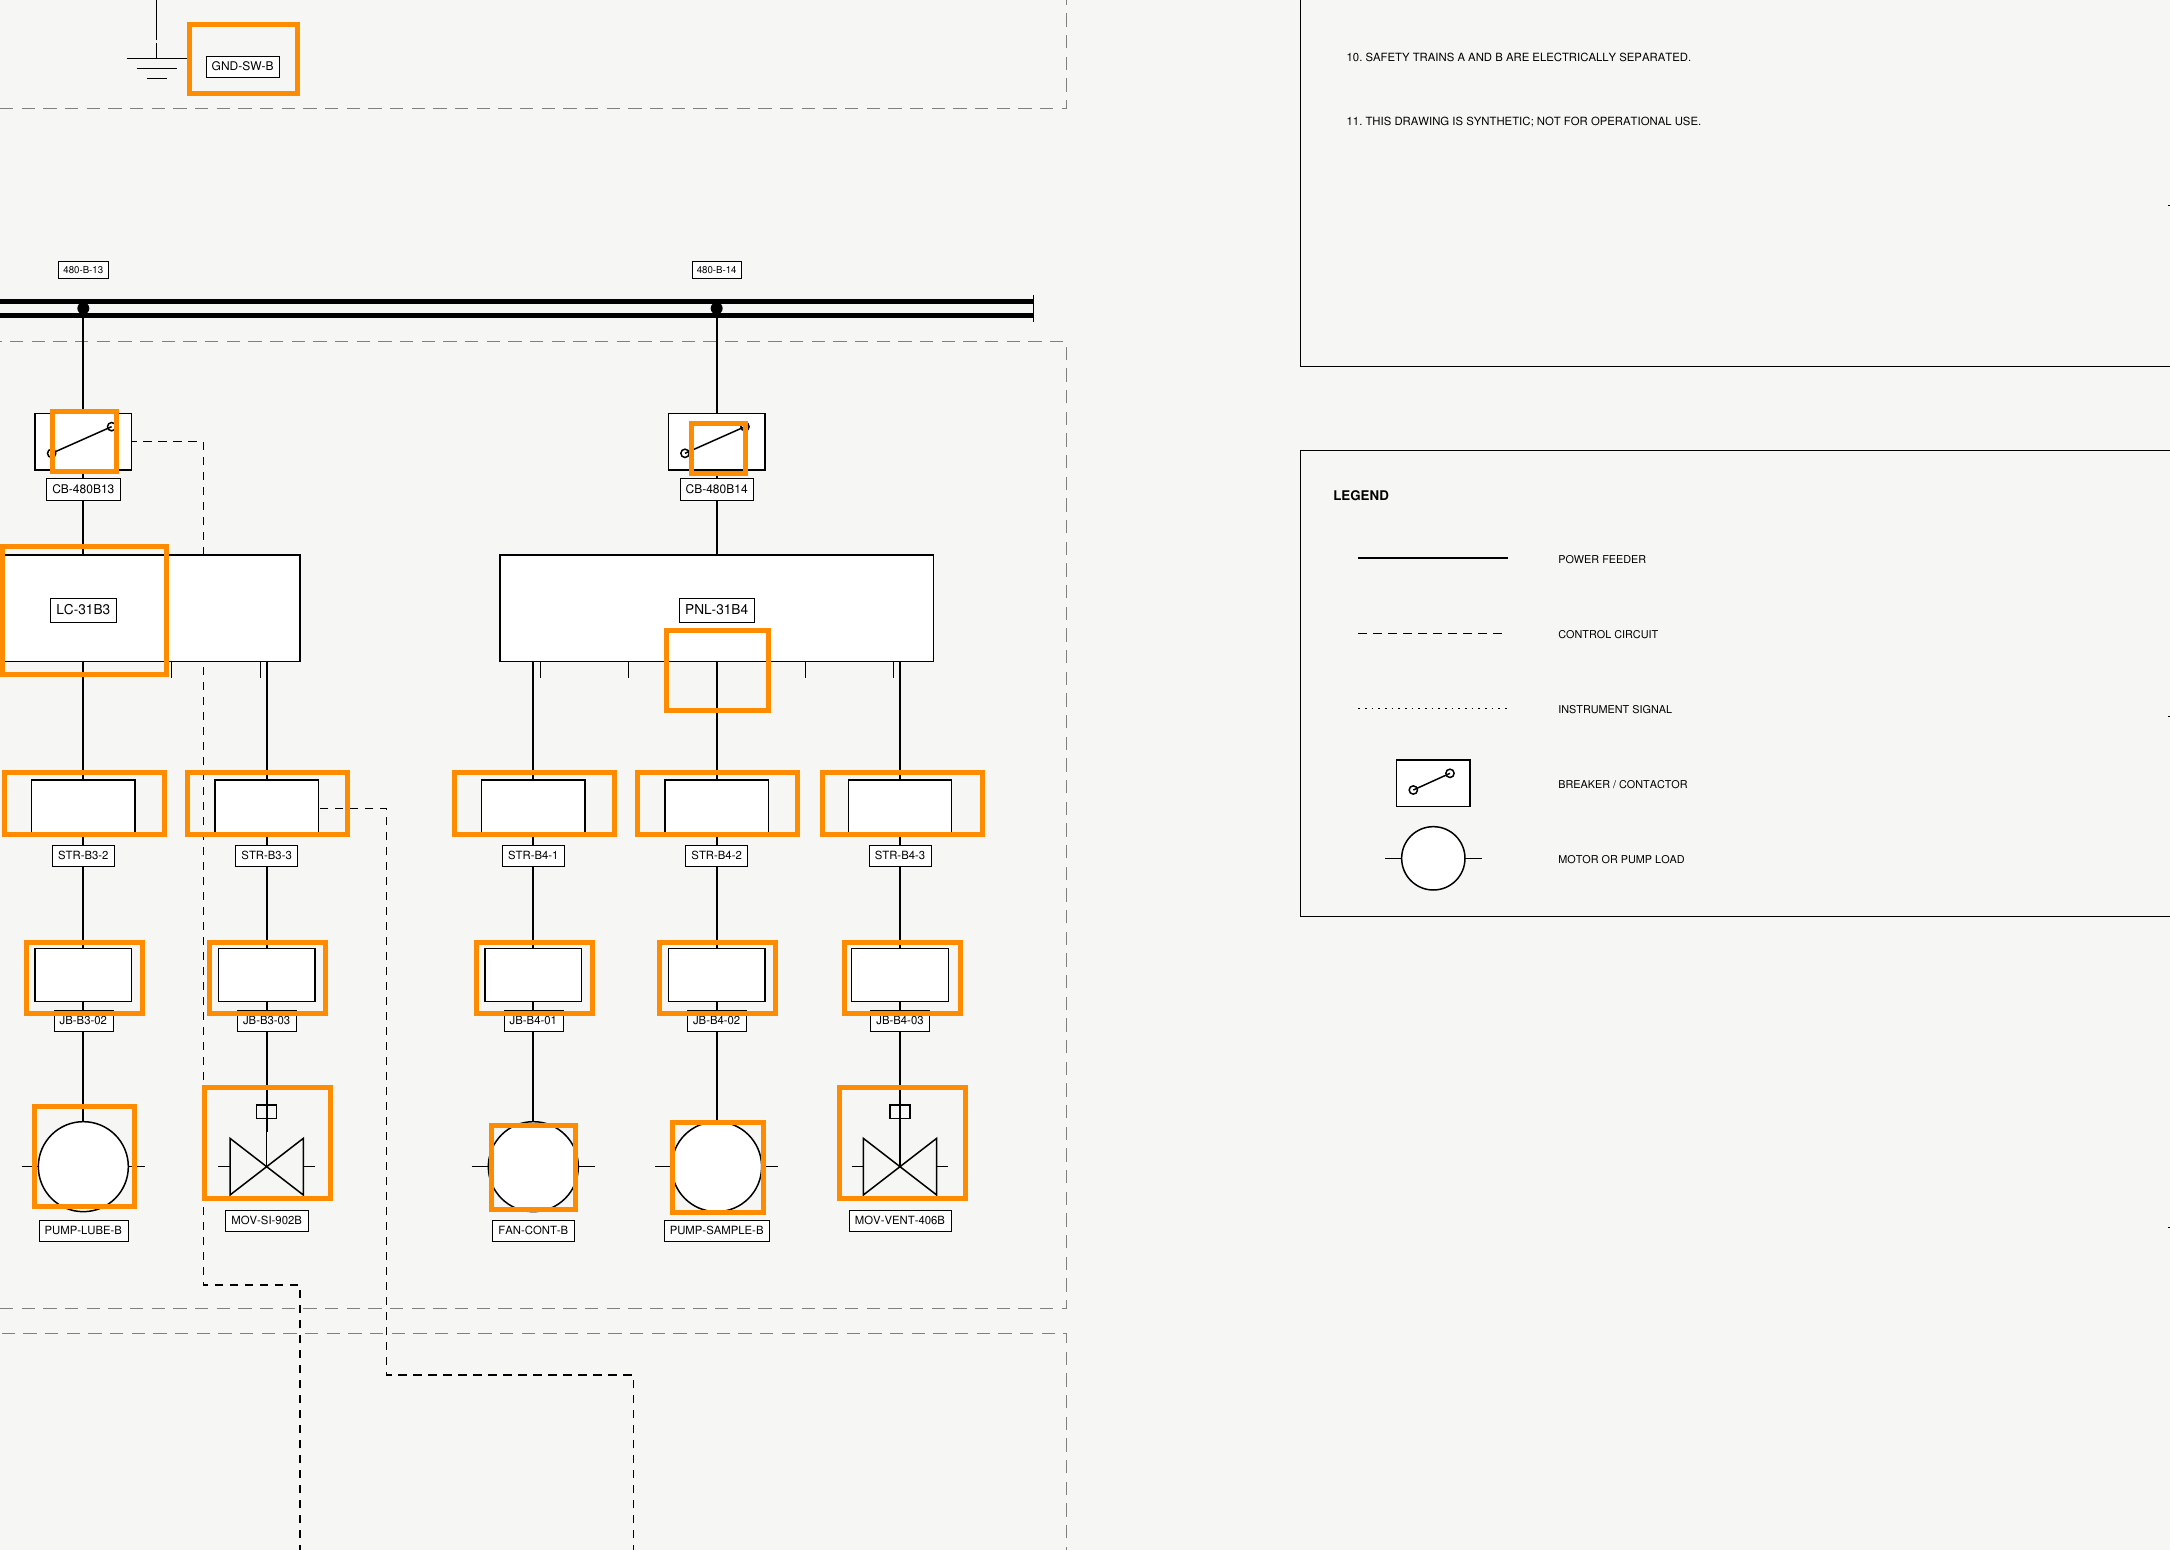 GND-SW-B
10. SAFETY TRAINS A AND B ARE ELECTRICALLY SEPARATED.
11. THIS DRAWING IS SYNTHETIC; NOT FOR OPERATIONAL USE.
480-B-13
480-B-14
CB-480B13
CB-480B14
LC-31B3
PNL-31B4
STR-B3-2
STR-B3-3
STR-B4-1
STR-B4-2
STR-B4-3
JB-B3-02
JB-B3-03
JB-B4-01
JB-B4-02
JB-B4-03
PUMP-LUBE-B
MOV-SI-902B
FAN-CONT-B
PUMP-SAMPLE-B
MOV-VENT-406B
LEGEND
POWER FEEDER
CONTROL CIRCUIT
INSTRUMENT SIGNAL
BREAKER / CONTACTOR
MOTOR OR PUMP LOAD